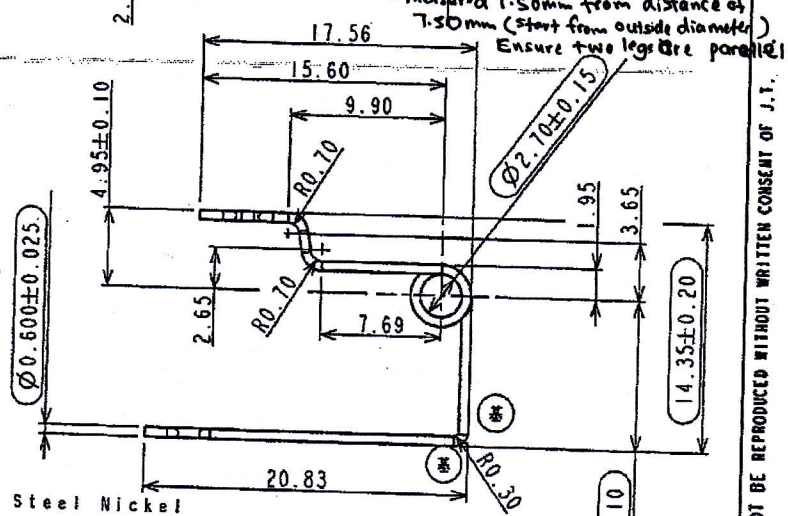 2.
measured 1.50mm from distance of
7.50mm (start from outside diameter)
Ensure two legs are parallel
17.56
15.60
9.90
4.95±0.10
R0.70
Ø2.70±0.15
1.95
3.65
Ø0.600±0.025
2.65
R0.70
7.69
14.35±0.20
20.83
R0.30
10
Steel Nickel
OT BE REPRODUCED WITHOUT WRITTEN CONSENT OF J.T.